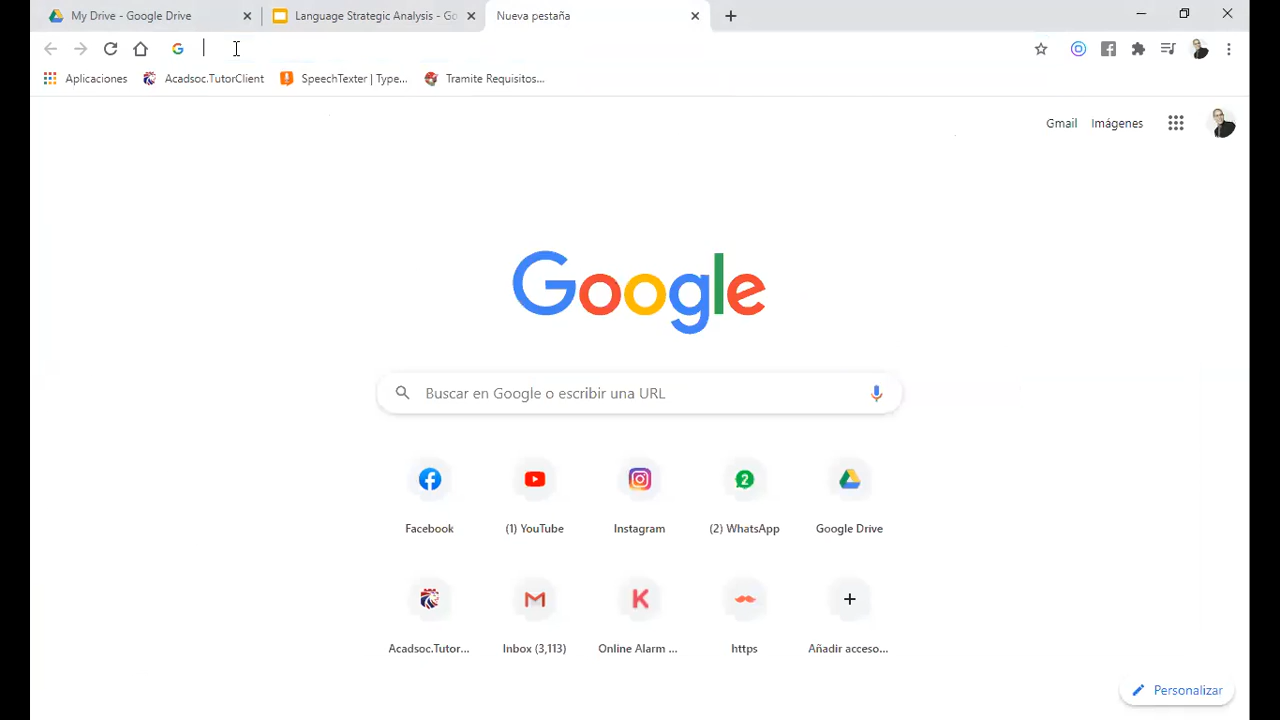 My Drive - Google Drive
Language Strategic Analysis - Go
Nueva pestaña
Aplicaciones
Acadsoc.TutorClient
SpeechTexter | Type...
Tramite Requisitos...
Gmail
Imágenes
Google
Buscar en Google o escribir una URL
Facebook
(1) YouTube
Instagram
(2) WhatsApp
Google Drive
Acadsoc.Tutor...
Inbox (3,113)
Online Alarm ...
https
Añadir acceso...
Personalizar